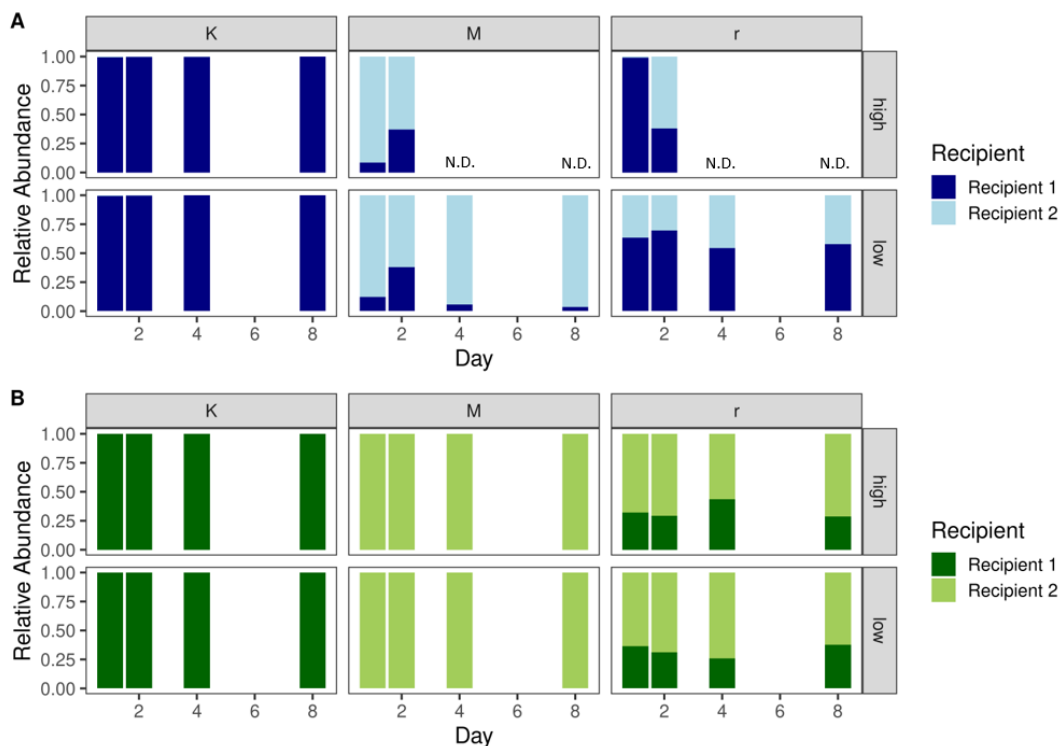 A
K M r
1.00
0.75
0.50
0.25
0.00
N.D. N.D. N.D. N.D.
high
Relative Abundance
1.00
0.75
0.50
0.25
0.00
low
2 4 6 8 2 4 6 8 2 4 6 8
Day
Recipient
Recipient 1
Recipient 2
B
K M r
1.00
0.75
0.50
0.25
0.00
high
Relative Abundance
1.00
0.75
0.50
0.25
0.00
low
2 4 6 8 2 4 6 8 2 4 6 8
Day
Recipient
Recipient 1
Recipient 2